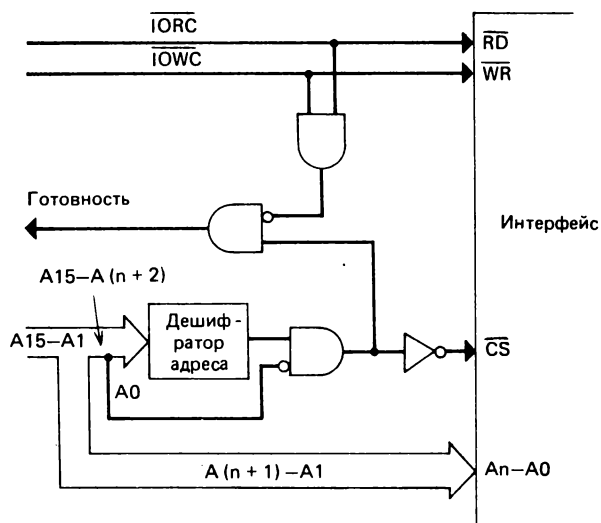 IORC
RD
IOWC
WR
Готовность
Интерфейс
A15–A (n + 2)
A15–A1
Дешиф-
ратор
адреса
CS
A0
A (n + 1) –A1
An–A0